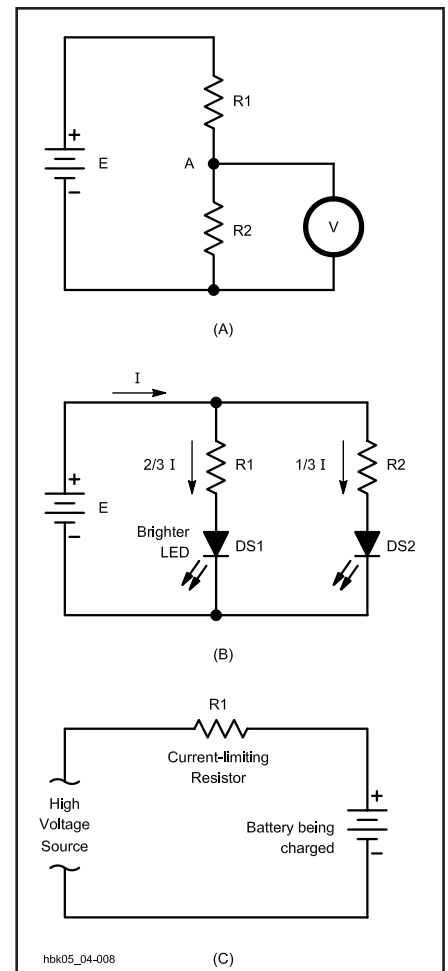 R1
+
E
A
R2
V
−
(A)
I
2/3 I
R1
1/3 I
R2
+
E
−
Brighter
LED
DS1
DS2
(B)
R1
Current-limiting
Resistor
High
Voltage
Source
+
Battery being
charged
−
hbk05_04-008
(C)